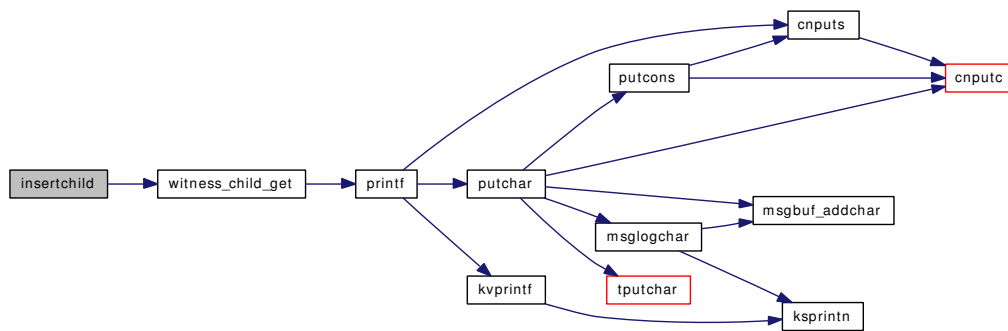 cnputs
putcons
cnputc
insertchild
witness_child_get
printf
putchar
msgbuf_addchar
msglogchar
kvprintf
tputchar
ksprintn